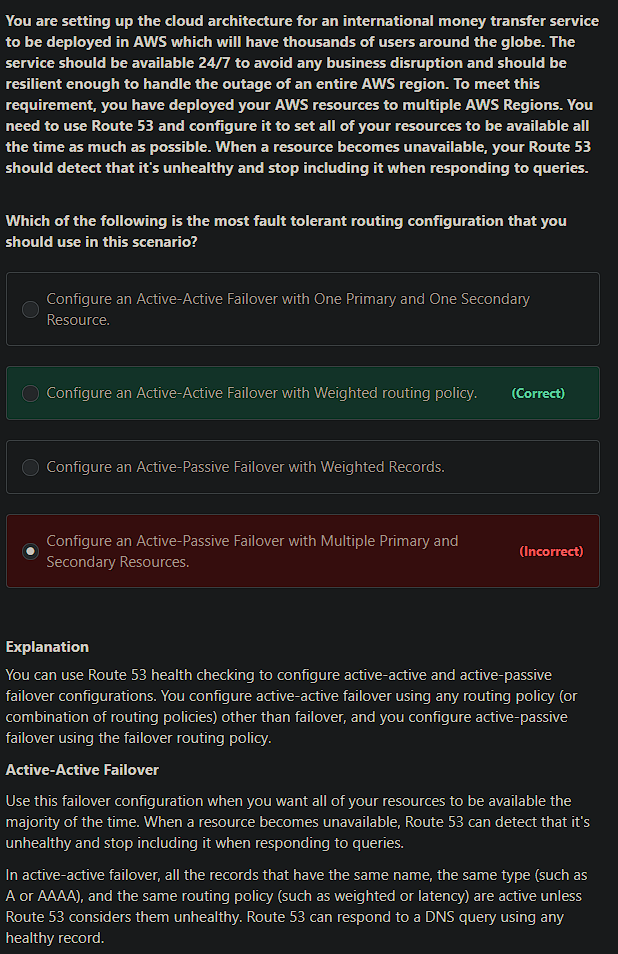 You are setting up the cloud architecture for an international money transfer service
to be deployed in AWS which will have thousands of users around the globe. The
service should be available 24/7 to avoid any business disruption and should be
resilient enough to handle the outage of an entire AWS region. To meet this
requirement, you have deployed your AWS resources to multiple AWS Regions. You
need to use Route 53 and configure it to set all of your resources to be available all
the time as much as possible. When a resource becomes unavailable, your Route 53
should detect that it's unhealthy and stop including it when responding to queries.
Which of the following is the most fault tolerant routing configuration that you
should use in this scenario?
Configure an Active-Active Failover with One Primary and One Secondary
Resource.
Configure an Active-Active Failover with Weighted routing policy. (Correct)
Configure an Active-Passive Failover with Weighted Records.
Configure an Active-Passive Failover with Multiple Primary and
Secondary Resources. (Incorrect)
Explanation
You can use Route 53 health checking to configure active-active and active-passive
failover configurations. You configure active-active failover using any routing policy (or
combination of routing policies) other than failover, and you configure active-passive
failover using the failover routing policy.
Active-Active Failover
Use this failover configuration when you want all of your resources to be available the
majority of the time. When a resource becomes unavailable, Route 53 can detect that it's
unhealthy and stop including it when responding to queries.
In active-active failover, all the records that have the same name, the same type (such as
A or AAAA), and the same routing policy (such as weighted or latency) are active unless
Route 53 considers them unhealthy. Route 53 can respond to a DNS query using any
healthy record.